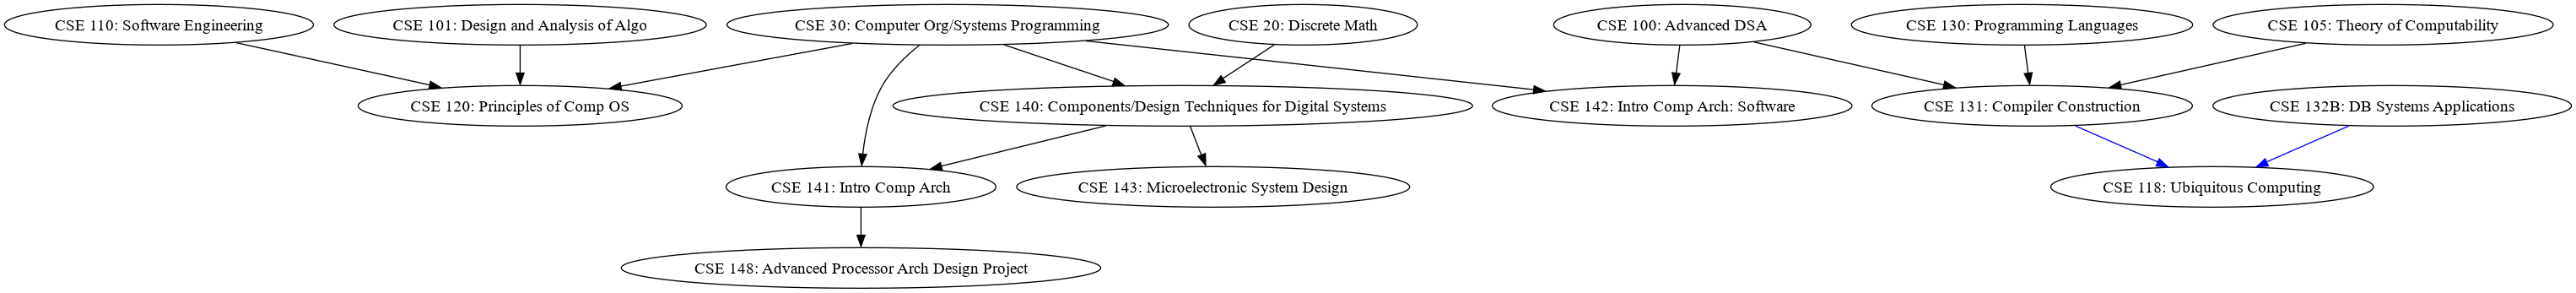 CSE 110: Software Engineering
CSE 101: Design and Analysis of Algo
CSE 30: Computer Org/Systems Programming
CSE 20: Discrete Math
CSE 100: Advanced DSA
CSE 130: Programming Languages
CSE 105: Theory of Computability
CSE 120: Principles of Comp OS
CSE 140: Components/Design Techniques for Digital Systems
CSE 142: Intro Comp Arch: Software
CSE 131: Compiler Construction
CSE 132B: DB Systems Applications
CSE 141: Intro Comp Arch
CSE 143: Microelectronic System Design
CSE 118: Ubiquitous Computing
CSE 148: Advanced Processor Arch Design Project